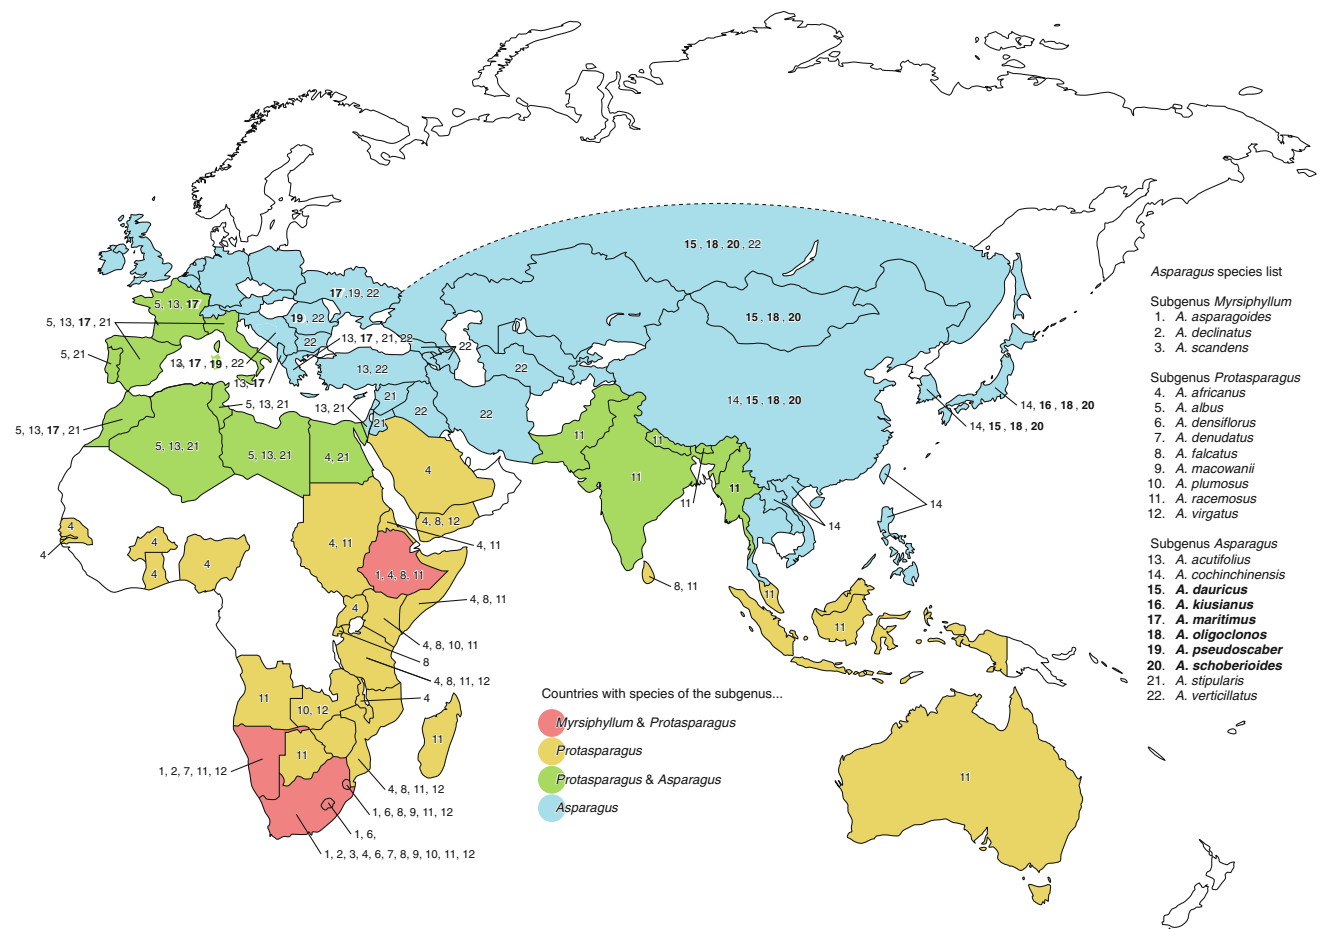 15, 18, 20, 22
17, 19, 22
5, 13, 17
19, 22
15, 18, 20
5, 13, 17, 21
22
13, 17, 21, 22
22
5, 21
13, 17, 19, 22
13, 22
22
13, 17
21
14, 15, 18, 20
5, 13, 21
13, 21
22
22
14, 16, 18, 20
21
14, 15, 18, 20
5, 13, 17, 21
11
11
5, 13, 21
5, 13, 21
4, 21
4
11
11
11
14
14
4
4, 8, 12
4
4
4, 11
4, 11
4
4
1, 4, 8, 11
8, 11
11
4, 8, 11
4
11
4, 8, 10, 11
8
4, 8, 11, 12
4
11
10, 12
11
11
1, 2, 7, 11, 12
11
4, 8, 11, 12
1, 6, 8, 9, 11, 12
1, 6,
1, 2, 3, 4, 6, 7, 8, 9, 10, 11, 12
Countries with species of the subgenus...
Myrsiphyllum & Protasparagus
Protasparagus
Protasparagus & Asparagus
Asparagus
Asparagus species list
Subgenus Myrsiphyllum
1. A. asparagoides
2. A. declinatus
3. A. scandens
Subgenus Protasparagus
4. A. africanus
5. A. albus
6. A. densiflorus
7. A. denudatus
8. A. falcatus
9. A. macowanii
10. A. plumosus
11. A. racemosus
12. A. virgatus
Subgenus Asparagus
13. A. acutifolius
14. A. cochinchinensis
15. A. dauricus
16. A. kiusianus
17. A. maritimus
18. A. oligoclonos
19. A. pseudoscaber
20. A. schoberioides
21. A. stipularis
22. A. verticillatus